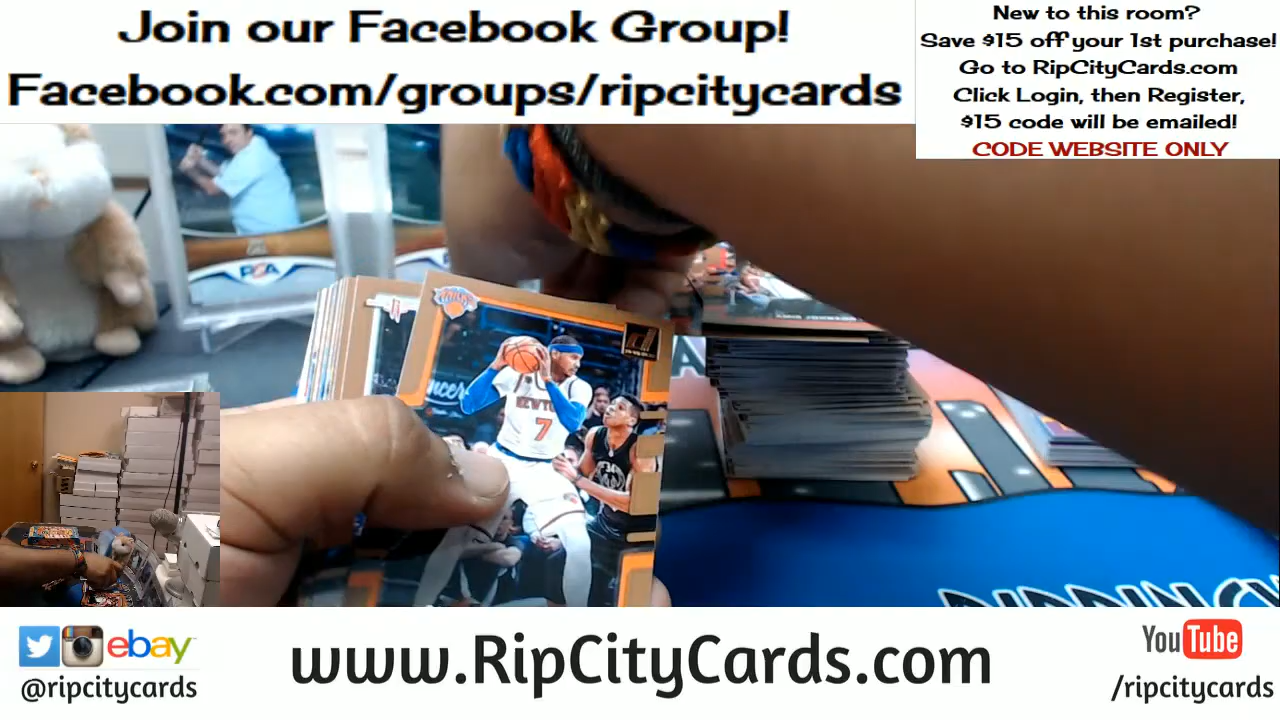 Join our Facebook Group!
Facebook.com/groups/ripcitycards
New to this room?
Save $15 off your 1st purchase!
Go to RipCityCards.com
Click Login, then Register,
$15 code will be emailed!
CODE WEBSITE ONLY
PSA
NEW YORK
7
ebay
@ripcitycards
www.RipCityCards.com
YouTube
/ripcitycards